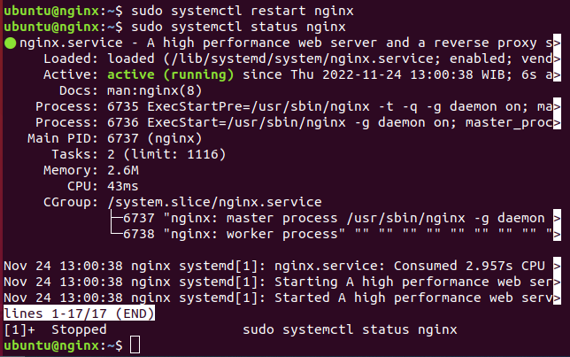 ubuntu@nginx:~$ sudo systemctl restart nginx
ubuntu@nginx:~$ sudo systemctl status nginx
● nginx.service - A high performance web server and a reverse proxy s>
     Loaded: loaded (/lib/systemd/system/nginx.service; enabled; vend>
     Active: active (running) since Thu 2022-11-24 13:00:38 WIB; 6s a>
       Docs: man:nginx(8)
    Process: 6735 ExecStartPre=/usr/sbin/nginx -t -q -g daemon on; ma>
    Process: 6736 ExecStart=/usr/sbin/nginx -g daemon on; master_proc>
   Main PID: 6737 (nginx)
      Tasks: 2 (limit: 1116)
     Memory: 2.6M
        CPU: 43ms
     CGroup: /system.slice/nginx.service
             ├─6737 "nginx: master process /usr/sbin/nginx -g daemon >
             └─6738 "nginx: worker process" "" "" "" "" "" "" "" "" ">
Nov 24 13:00:38 nginx systemd[1]: nginx.service: Consumed 2.957s CPU >
Nov 24 13:00:38 nginx systemd[1]: Starting A high performance web ser>
Nov 24 13:00:38 nginx systemd[1]: Started A high performance web serv>
lines 1-17/17 (END)
[1]+  Stopped                 sudo systemctl status nginx
ubuntu@nginx:~$